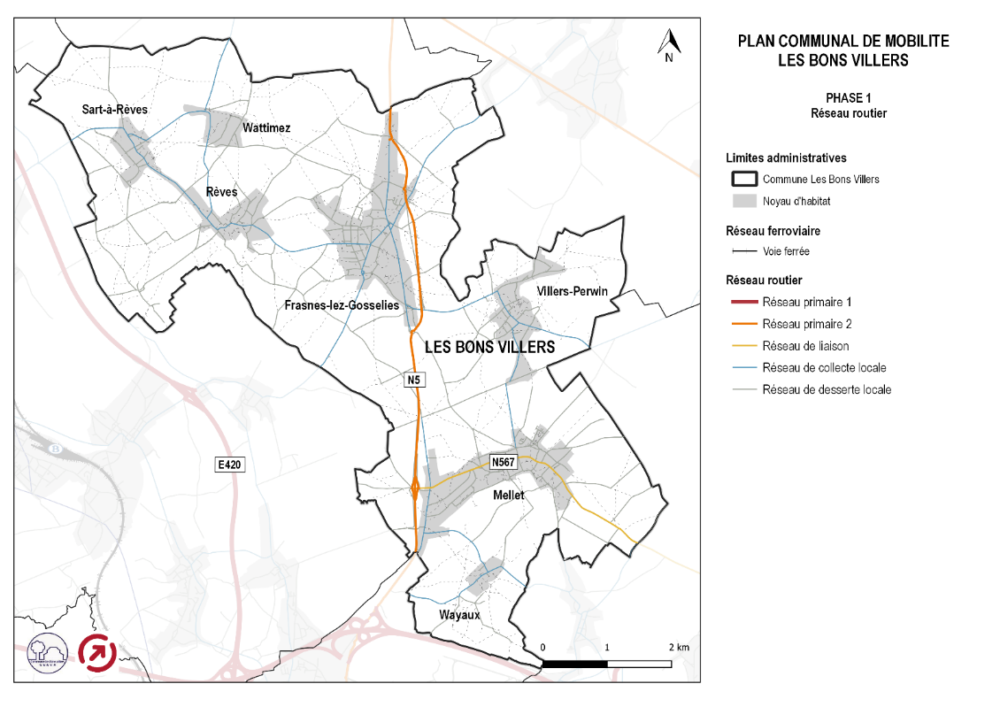 PLAN COMMUNAL DE MOBILITE
LES BONS VILLERS
PHASE 1
Réseau routier
Limites administratives
Commune Les Bons Villers
Noyau d'habitat
Réseau ferroviaire
Voie ferrée
Réseau routier
Réseau primaire 1
Réseau primaire 2
Réseau de liaison
Réseau de collecte locale
Réseau de desserte locale
N
Sart-à-Rèves
Wattimez
Rèves
Villers-Perwin
Frasnes-lez-Gosselies
LES BONS VILLERS
N5
B
E420
N567
Mellet
Wayaux
0 1 2 km